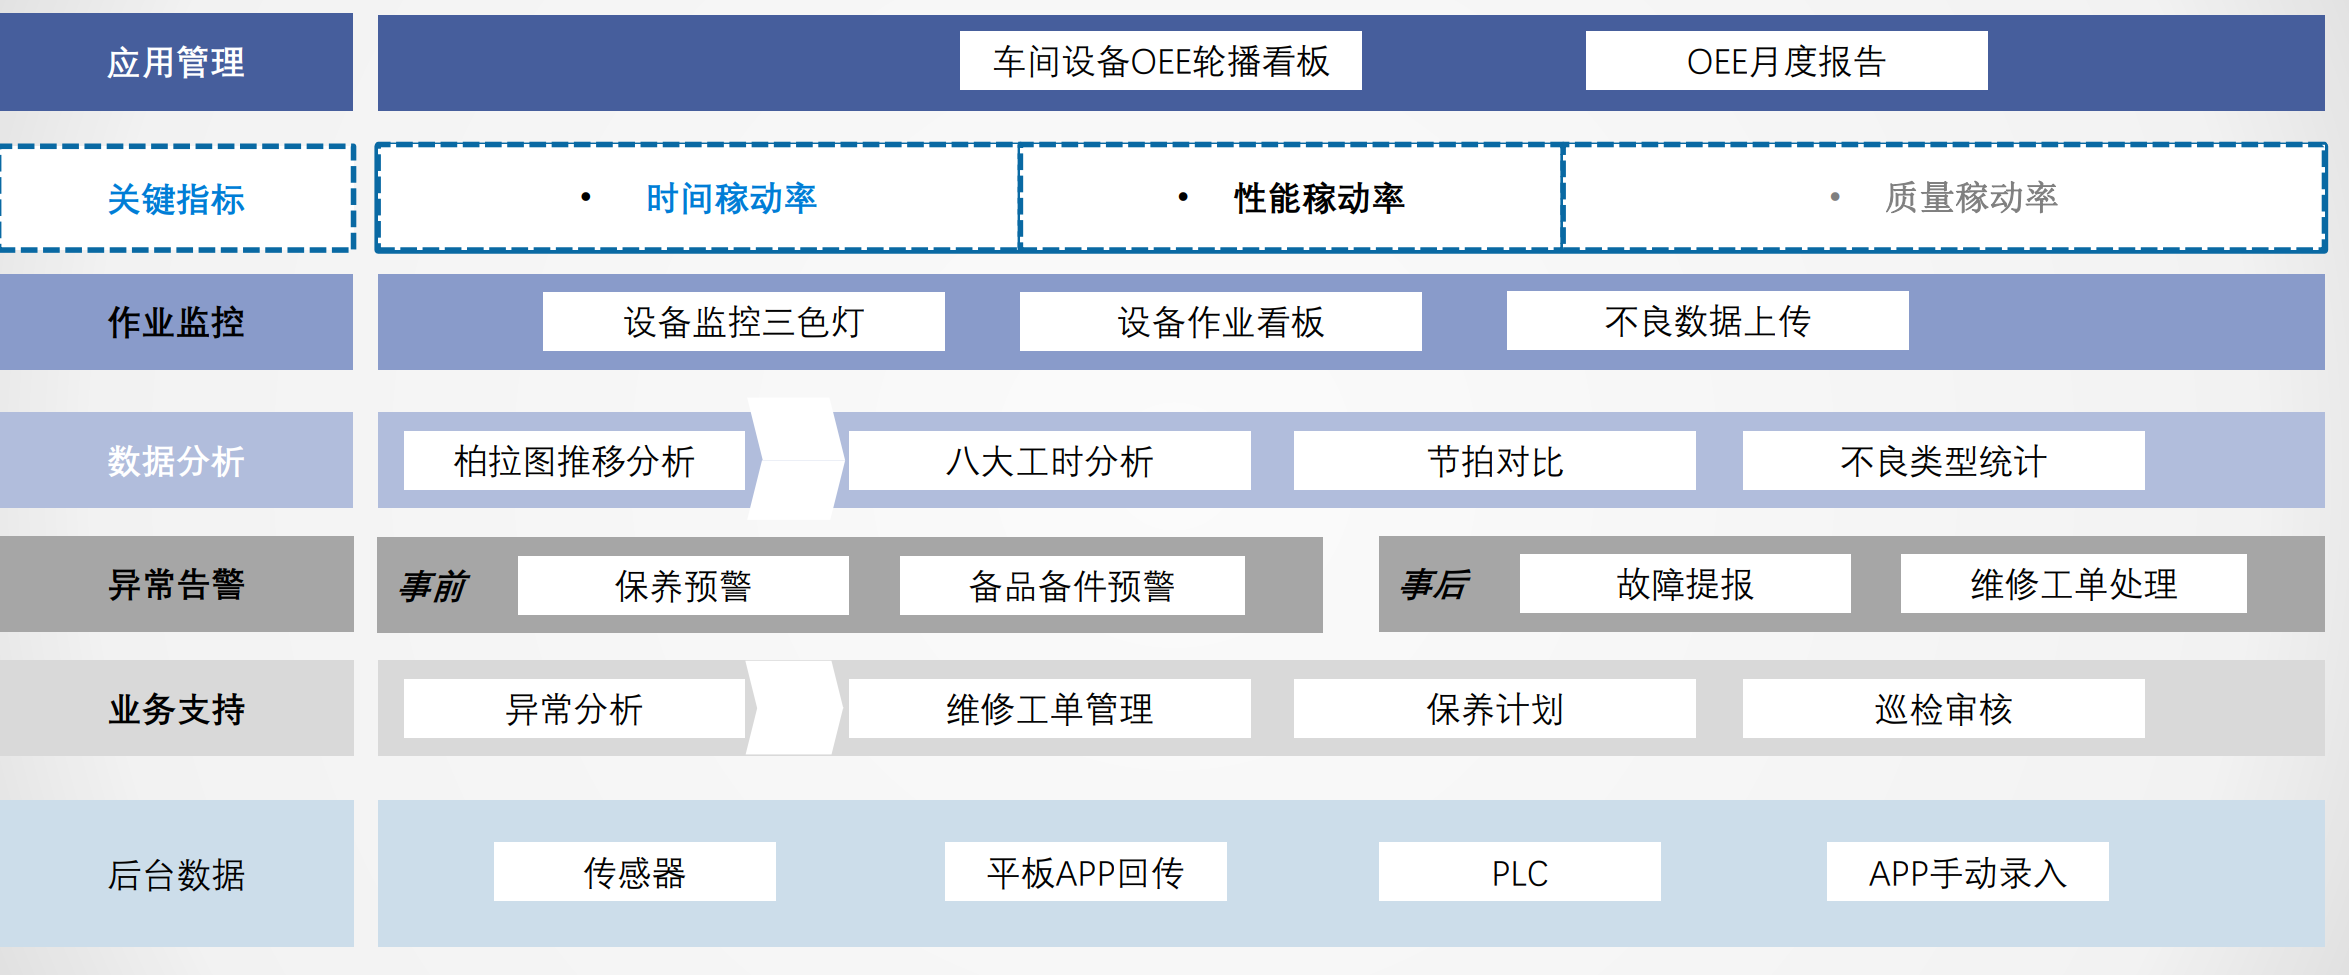 应用管理
车间设备OEE轮播看板
OEE月度报告
关键指标
• 时间稼动率
• 性能稼动率
• 质量稼动率
作业监控
设备监控三色灯
设备作业看板
不良数据上传
数据分析
柏拉图推移分析
八大工时分析
节拍对比
不良类型统计
异常告警
事前
保养预警
备品备件预警
事后
故障提报
维修工单处理
业务支持
异常分析
维修工单管理
保养计划
巡检审核
后台数据
传感器
平板APP回传
PLC
APP手动录入